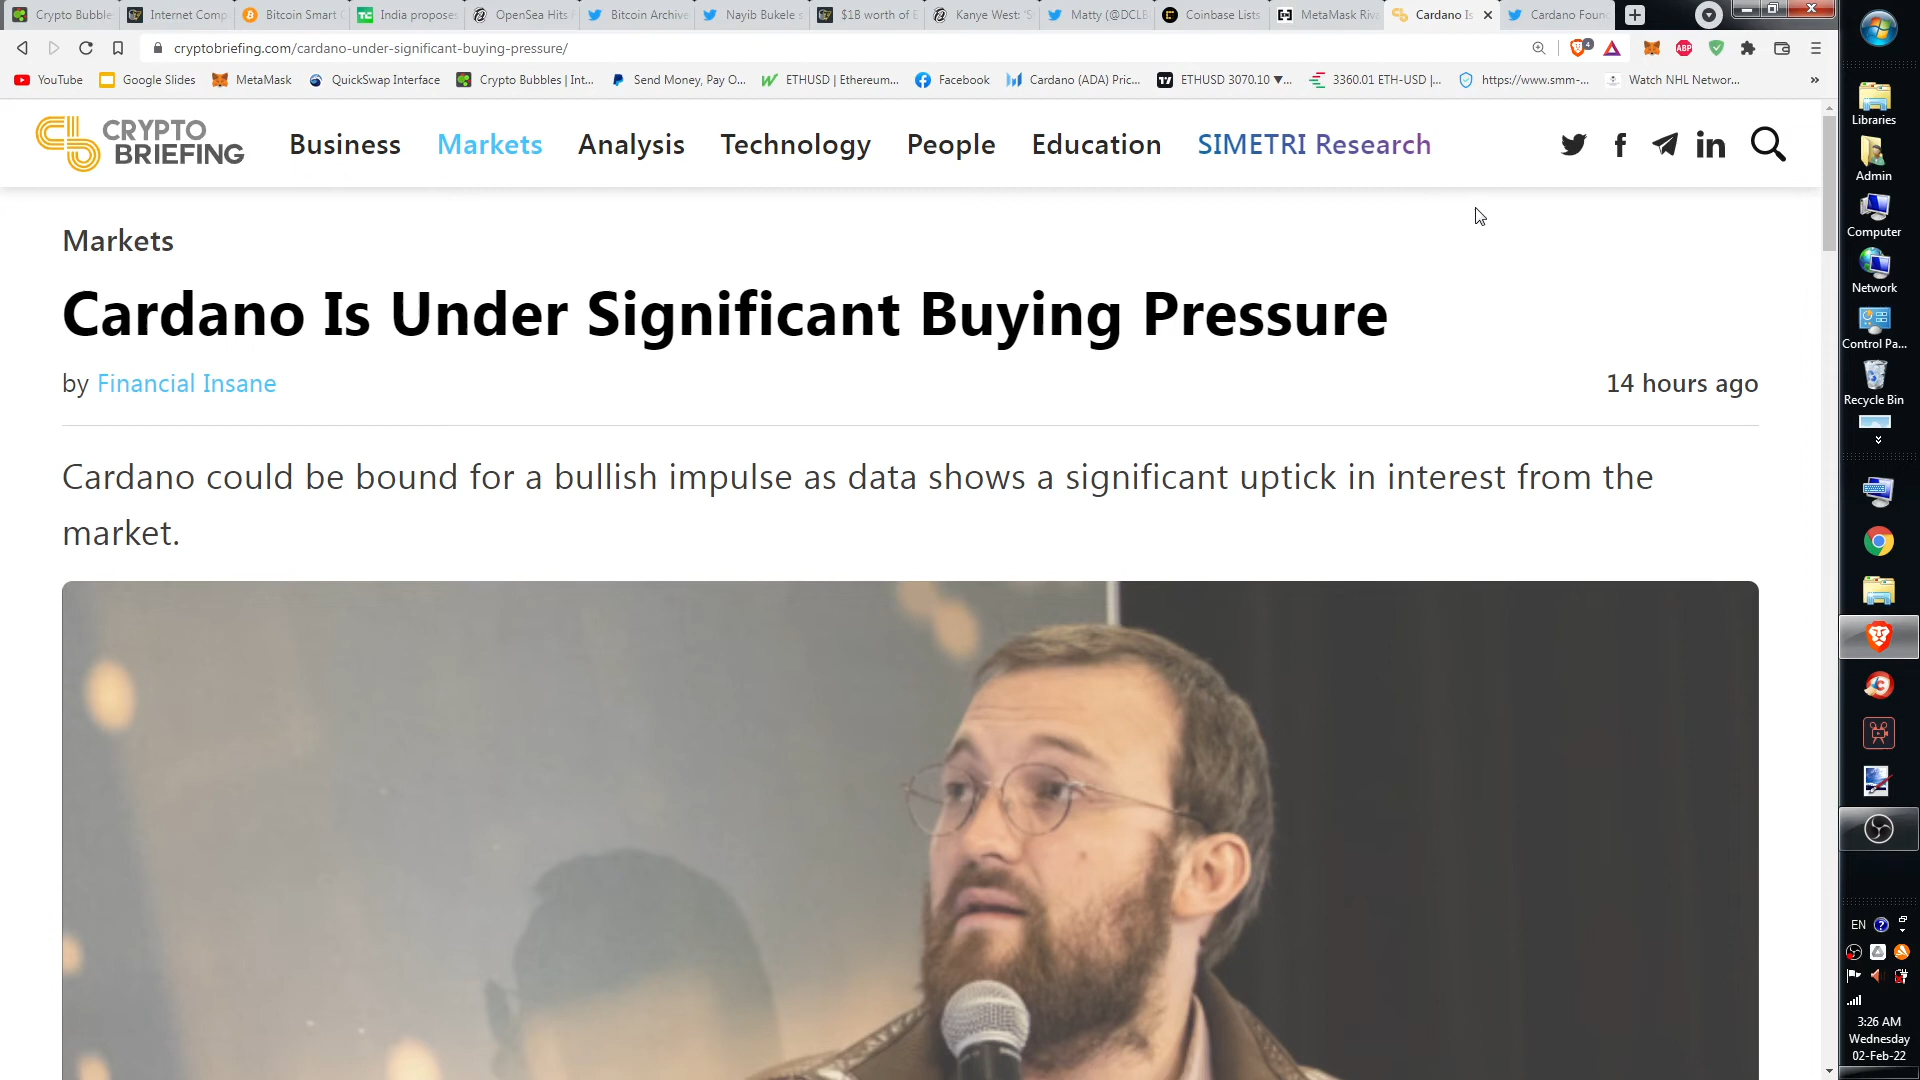 Crypto Bubble
Internet Comp
Bitcoin Smart C
India propose
OpenSea Hits
Bitcoin Archive
Nayib Bukele s
$1B worth of E
Kanye West: 'S
Matty (@DCLB
Coinbase Lists
MetaMask Riva
Cardano Is
Cardano Foun
cryptobriefing.com/cardano-under-significant-buying-pressure/
4
ABP
YouTube
Google Slides
MetaMask
QuickSwap Interface
Crypto Bubbles | Int...
Send Money, Pay O...
ETHUSD | Ethereum...
Facebook
Cardano (ADA) Pric...
ETHUSD 3070.10 ▼...
3360.01 ETH-USD |...
https://www.smm-...
Watch NHL Networ...
»
CRYPTO
BRIEFING
Business
Markets
Analysis
Technology
People
Education
SIMETRI Research
Markets
Cardano Is Under Significant Buying Pressure
by Financial Insane
14 hours ago
Cardano could be bound for a bullish impulse as data shows a significant uptick in interest from the
market.
Libraries
Admin
Computer
Network
Control Pa...
Recycle Bin
EN
3:26 AM
Wednesday
02-Feb-22